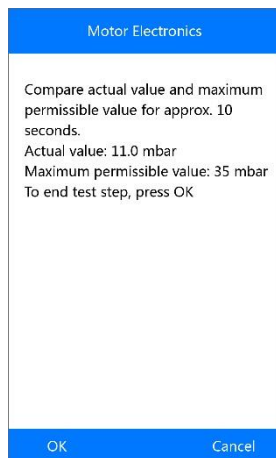 Motor Electronics
Compare actual value and maximum
permissible value for approx. 10
seconds.
Actual value: 11.0 mbar
Maximum permissible value: 35 mbar
To end test step, press OK
OK
Cancel